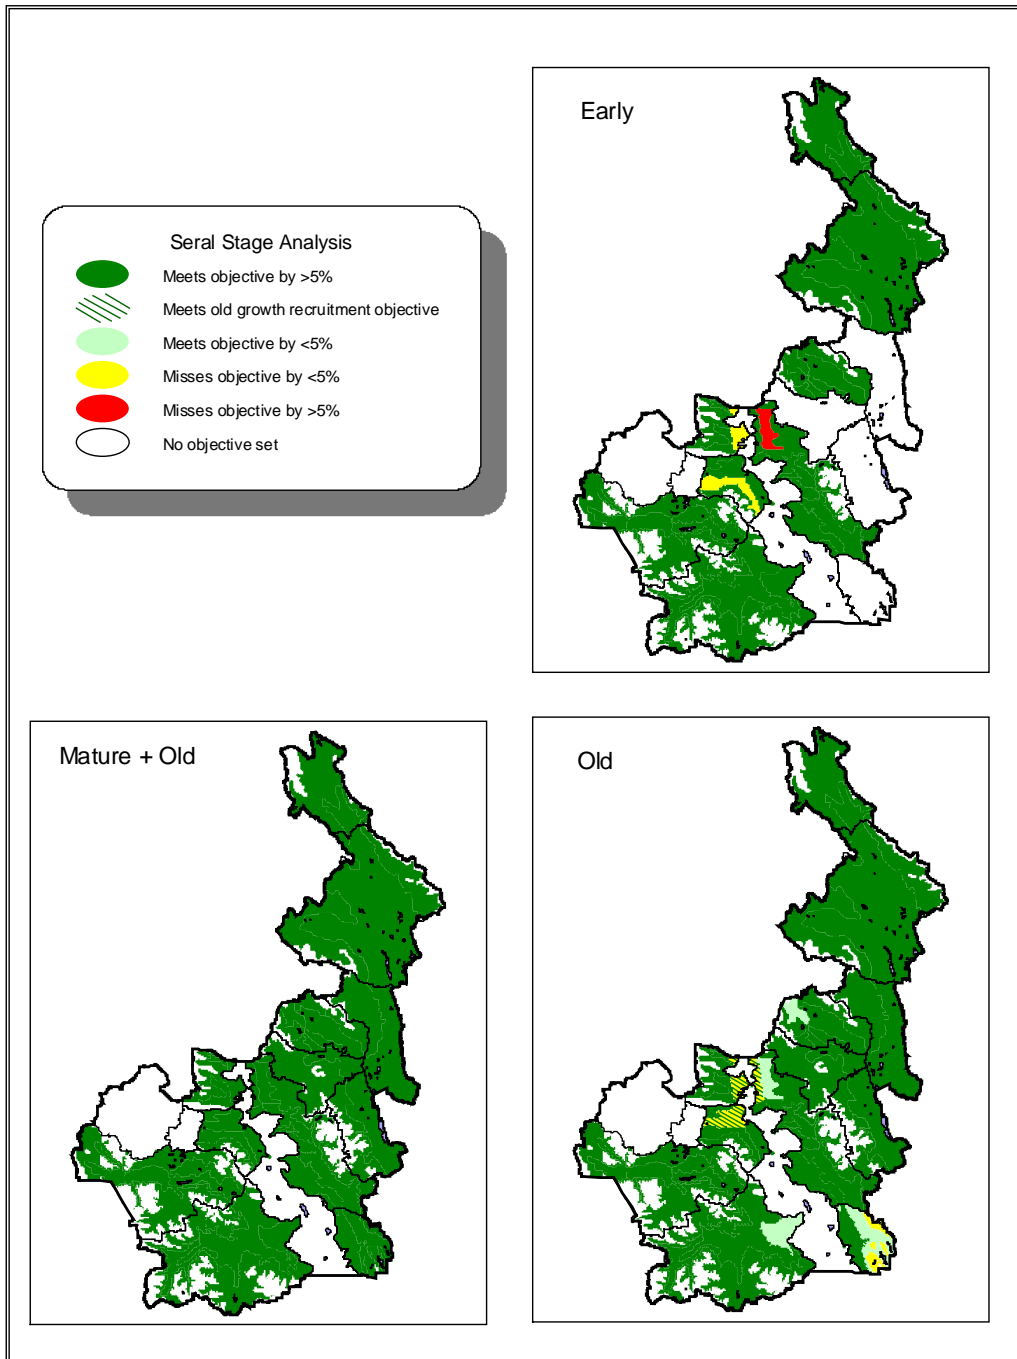 Early
Seral Stage Analysis
Meets objective by >5%
Meets old growth recruitment objective
Meets objective by <5%
Misses objective by <5%
Misses objective by >5%
No objective set
Mature + Old
Old